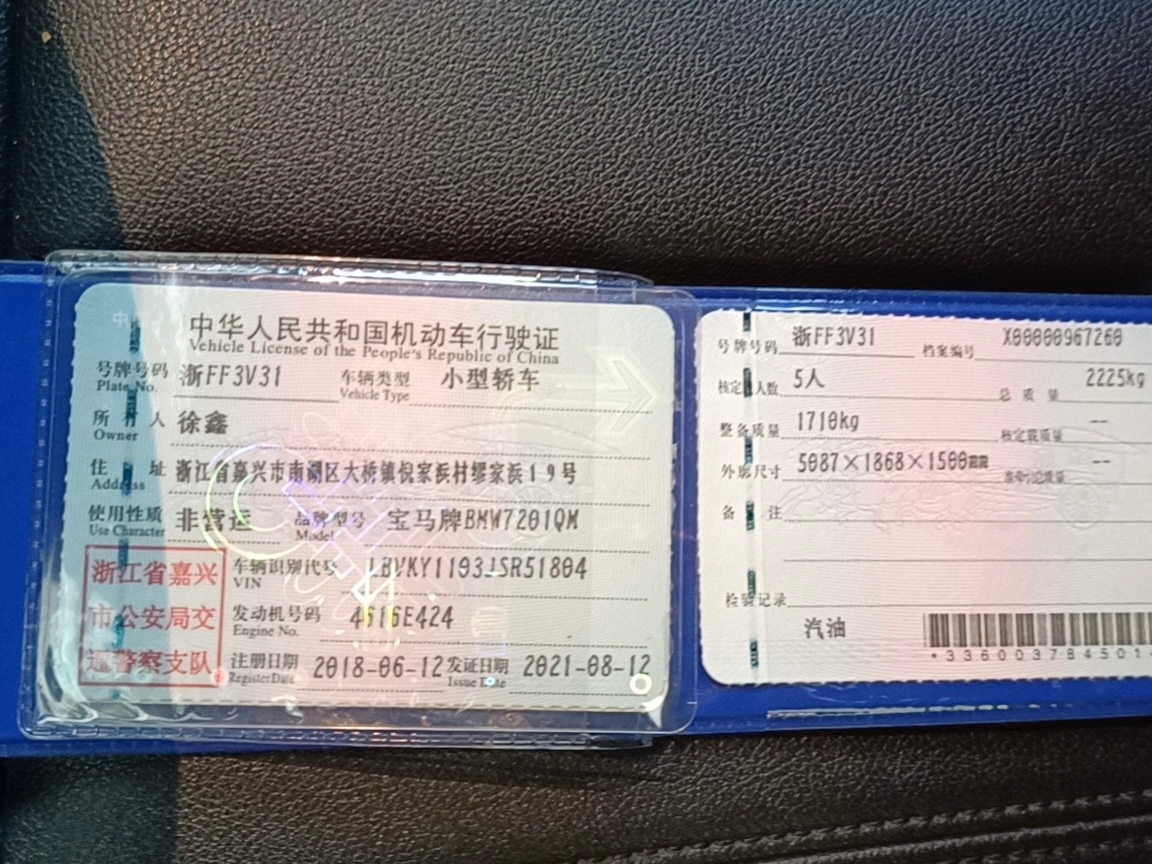 中华人民共和国机动车行驶证
Vehicle License of the People's Republic of China
号牌号码 浙FF3V31 车辆类型 小型轿车
Plate No. Vehicle Type
所有人 徐鑫
Owner
住址 浙江省嘉兴市南湖区大桥镇倪家浜村缪家浜19号
Address
使用性质 非营运 品牌型号 宝马牌BMW7201QM
Use Character Model
浙江省嘉兴
市公安局交
通警察支队
车辆识别代号 LBVKY1103JSR51804
VIN
发动机号码 4616E424
Engine No.
注册日期 2018-06-12 发证日期 2021-08-12
Register Date Issue Date
号牌号码 浙FF3V31 档案编号 X00000967260
核定人数 5人 总质量 2225kg
整备质量 1710kg 核定载质量 --
外廓尺寸 5087×1868×1500mm --
备注
检验记录
汽油
*336003784501